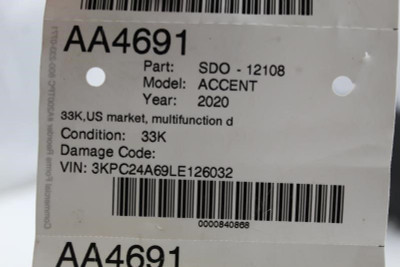 AA4691
Part: SDO - 12108
Model: ACCENT
Year: 2020
33K,US market, multifunction d
Condition: 33K
Damage Code:
VIN: 3KPC24A69LE126032
0000840868
AA4691